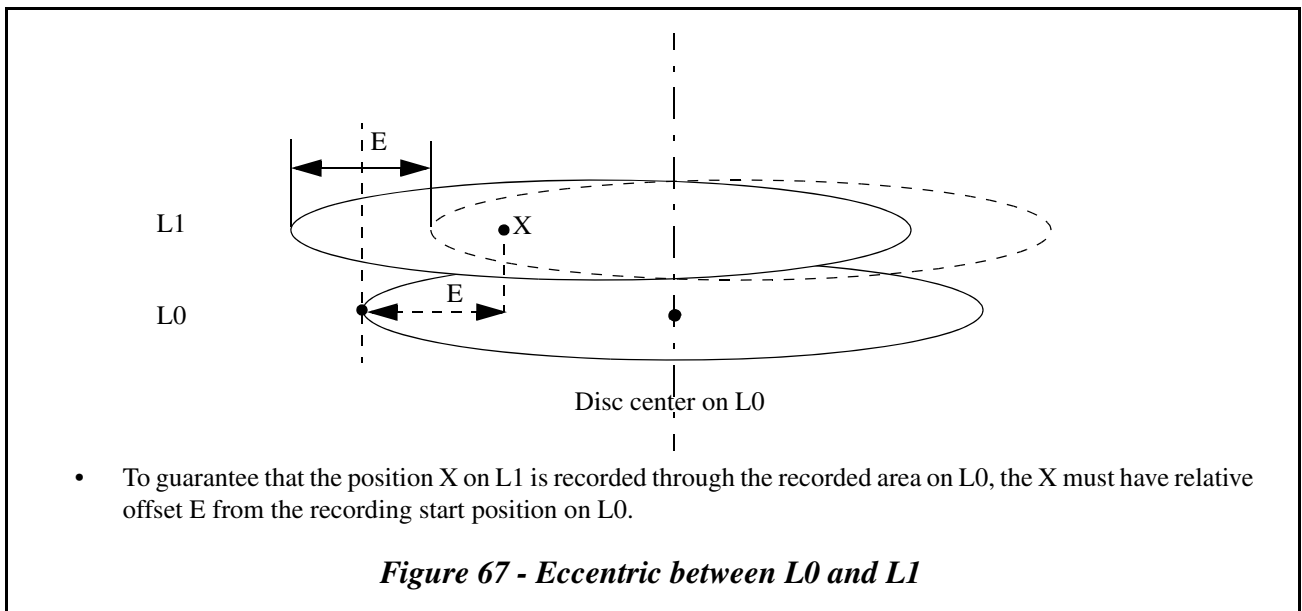 E
X
L1
E
L0
Disc center on L0
• To guarantee that the position X on L1 is recorded through the recorded area on L0, the X must have relative
offset E from the recording start position on L0.
Figure 67 - Eccentric between L0 and L1